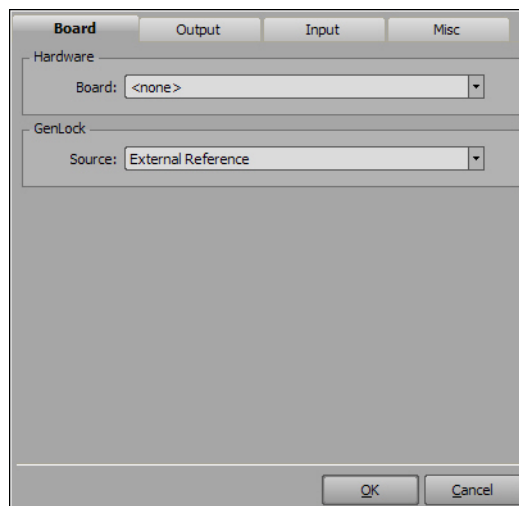 Board Output Input Misc
Hardware
Board: <none>
GenLock
Source: External Reference
OK Cancel